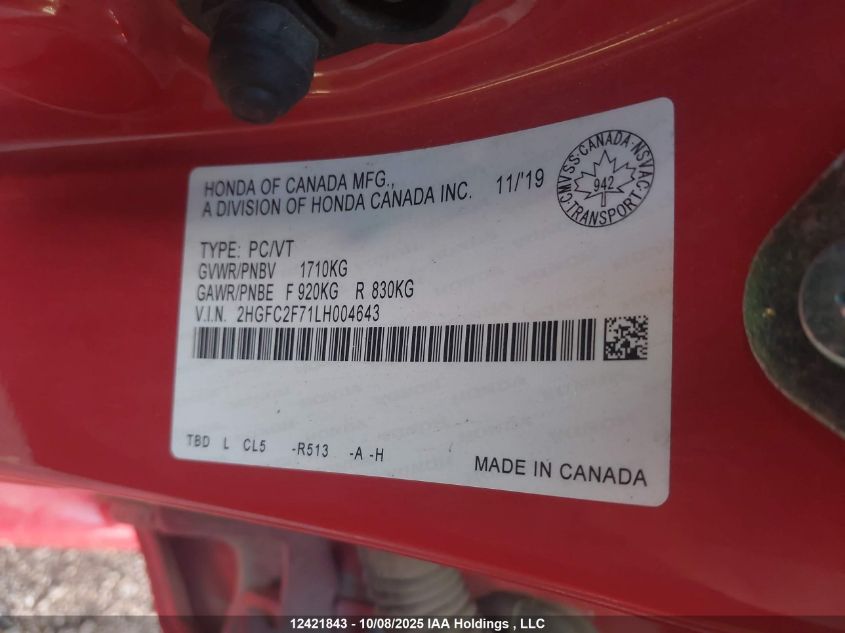 HONDA OF CANADA MFG.,
A DIVISION OF HONDA CANADA INC. 11/'19
CANADA · NSVAC · TRANSPORT · CMVSS ·
942
TYPE: PC/VT
GVWR/PNBV 1710KG
GAWR/PNBE F 920KG R 830KG
V.I.N. 2HGFC2F71LH004643
TBD L CL5 -R513 -A -H
MADE IN CANADA
12421843 - 10/08/2025 IAA Holdings , LLC